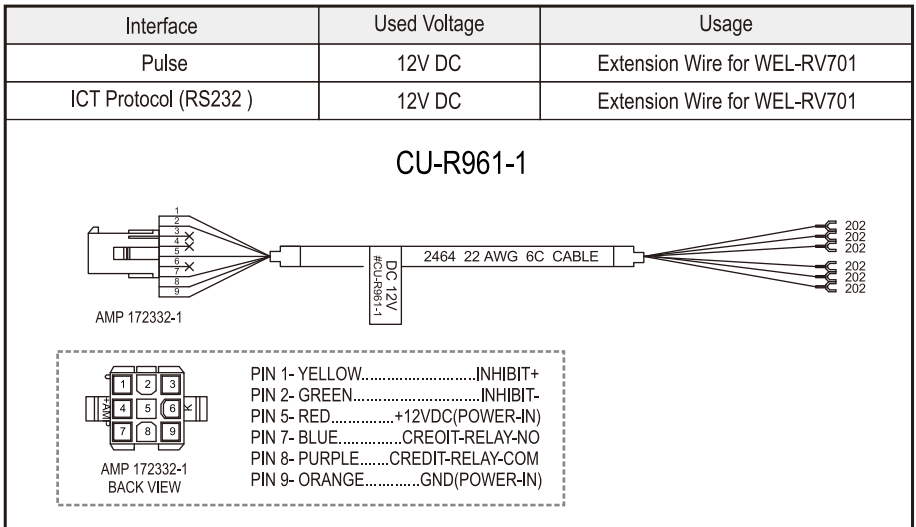 Interface Used Voltage Usage
Pulse 12V DC Extension Wire for WEL-RV701
ICT Protocol (RS232 ) 12V DC Extension Wire for WEL-RV701
CU-R961-1
1
2
3
4
5
6
7
8
9
AMP 172332-1
DC 12V
#CU-R961-1
2464 22 AWG 6C CABLE
202
202
202
202
202
202
1 2 3
4 5 6
7 8 9
+AMP
K
AMP 172332-1
BACK VIEW
PIN 1- YELLOW........................INHIBIT+
PIN 2- GREEN...........................INHIBIT-
PIN 5- RED.............+12VDC(POWER-IN)
PIN 7- BLUE.............CREOIT-RELAY-NO
PIN 8- PURPLE......CREDIT-RELAY-COM
PIN 9- ORANGE............GND(POWER-IN)